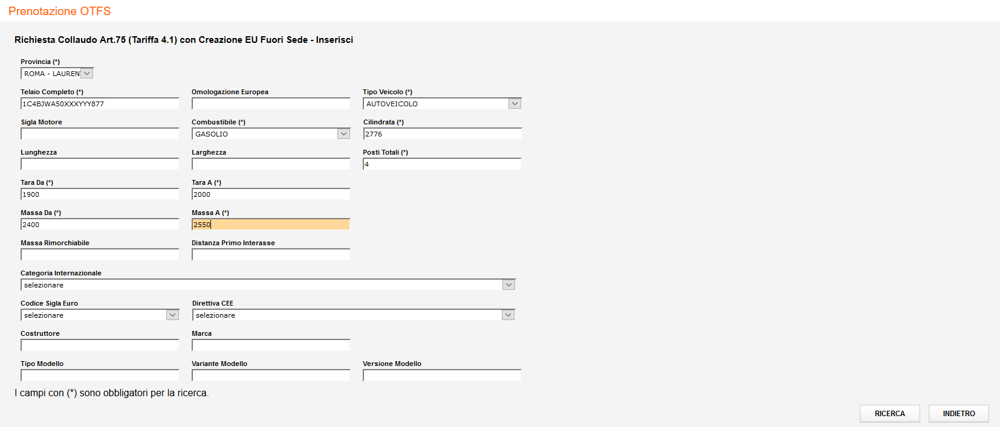 Prenotazione OTFS
Richiesta Collaudo Art.75 (Tariffa 4.1) con Creazione EU Fuori Sede - Inserisci
Provincia (*)
ROMA - LAUREN
Telaio Completo (*) Omologazione Europea Tipo Veicolo (*)
1C4BJWA50XXXYYY877 AUTOVEICOLO
Sigla Motore Combustibile (*) Cilindrata (*)
GASOLIO 2776
Lunghezza Larghezza Posti Totali (*)
4
Tara Da (*) Tara A (*)
1900 2000
Massa Da (*) Massa A (*)
2400 2550
Massa Rimorchiabile Distanza Primo Interasse
Categoria Internazionale
selezionare
Codice Sigla Euro Direttiva CEE
selezionare selezionare
Costruttore Marca
Tipo Modello Variante Modello Versione Modello
I campi con (*) sono obbligatori per la ricerca.
RICERCA INDIETRO